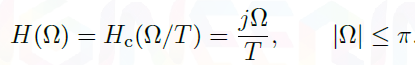 H(Ω) = H_c(Ω/T) = jΩ/T, |Ω| ≤ π.